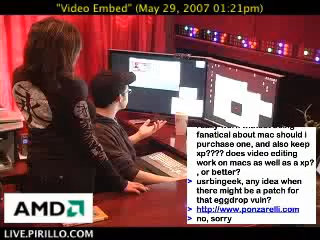 "Video Embed" (May 29, 2007 01:21pm)
fanatical about mac should i
purchase one, and also keep
xp???? does video editing
work on macs as well as a xp?
, or better?
> usrbingeek, any idea when
there might be a patch for
that eggdrop vuln?
> http://www.ponzarelli.com
> no, sorry
AMD
LIVE.PIRILLO.COM